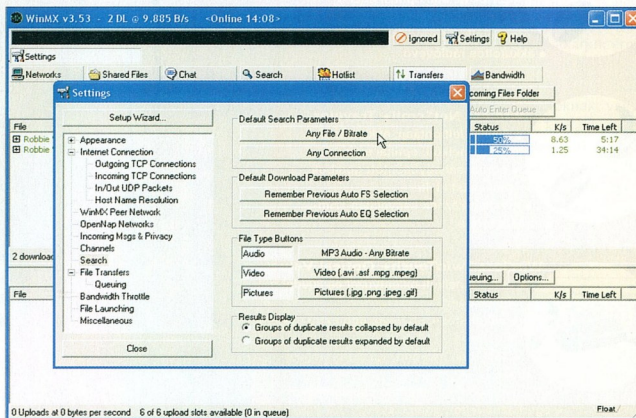 WinMX v3.53 - 2 DL @ 9.885 B/s <Online 14:08>
Ignored Settings Help
Settings
Networks Shared Files Chat Search Hotlist Transfers Bandwidth
coming Files Folder
Auto Enter Queue
File Status K/s Time Left
Robbie 50% 8.63 5:17
Robbie 25% 1.25 34:14
2 download
ueuing... Options...
File Status K/s Time Left
Settings
Setup Wizard...
Appearance
Internet Connection
Outgoing TCP Connections
Incoming TCP Connections
In/Out UDP Packets
Host Name Resolution
WinMX Peer Network
OpenNap Networks
Incoming Msgs & Privacy
Channels
Search
File Transfers
Queuing
Bandwidth Throttle
File Launching
Miscellaneous
Close
Default Search Parameters
Any File / Bitrate
Any Connection
Default Download Parameters
Remember Previous Auto FS Selection
Remember Previous Auto EQ Selection
File Type Buttons
Audio MP3 Audio - Any Bitrate
Video Video (.avi .asf .mpg .mpeg)
Pictures Pictures (.jpg .png .jpeg .gif)
Results Display
Groups of duplicate results collapsed by default
Groups of duplicate results expanded by default
0 Uploads at 0 bytes per second 6 of 6 upload slots available (0 in queue)
Float